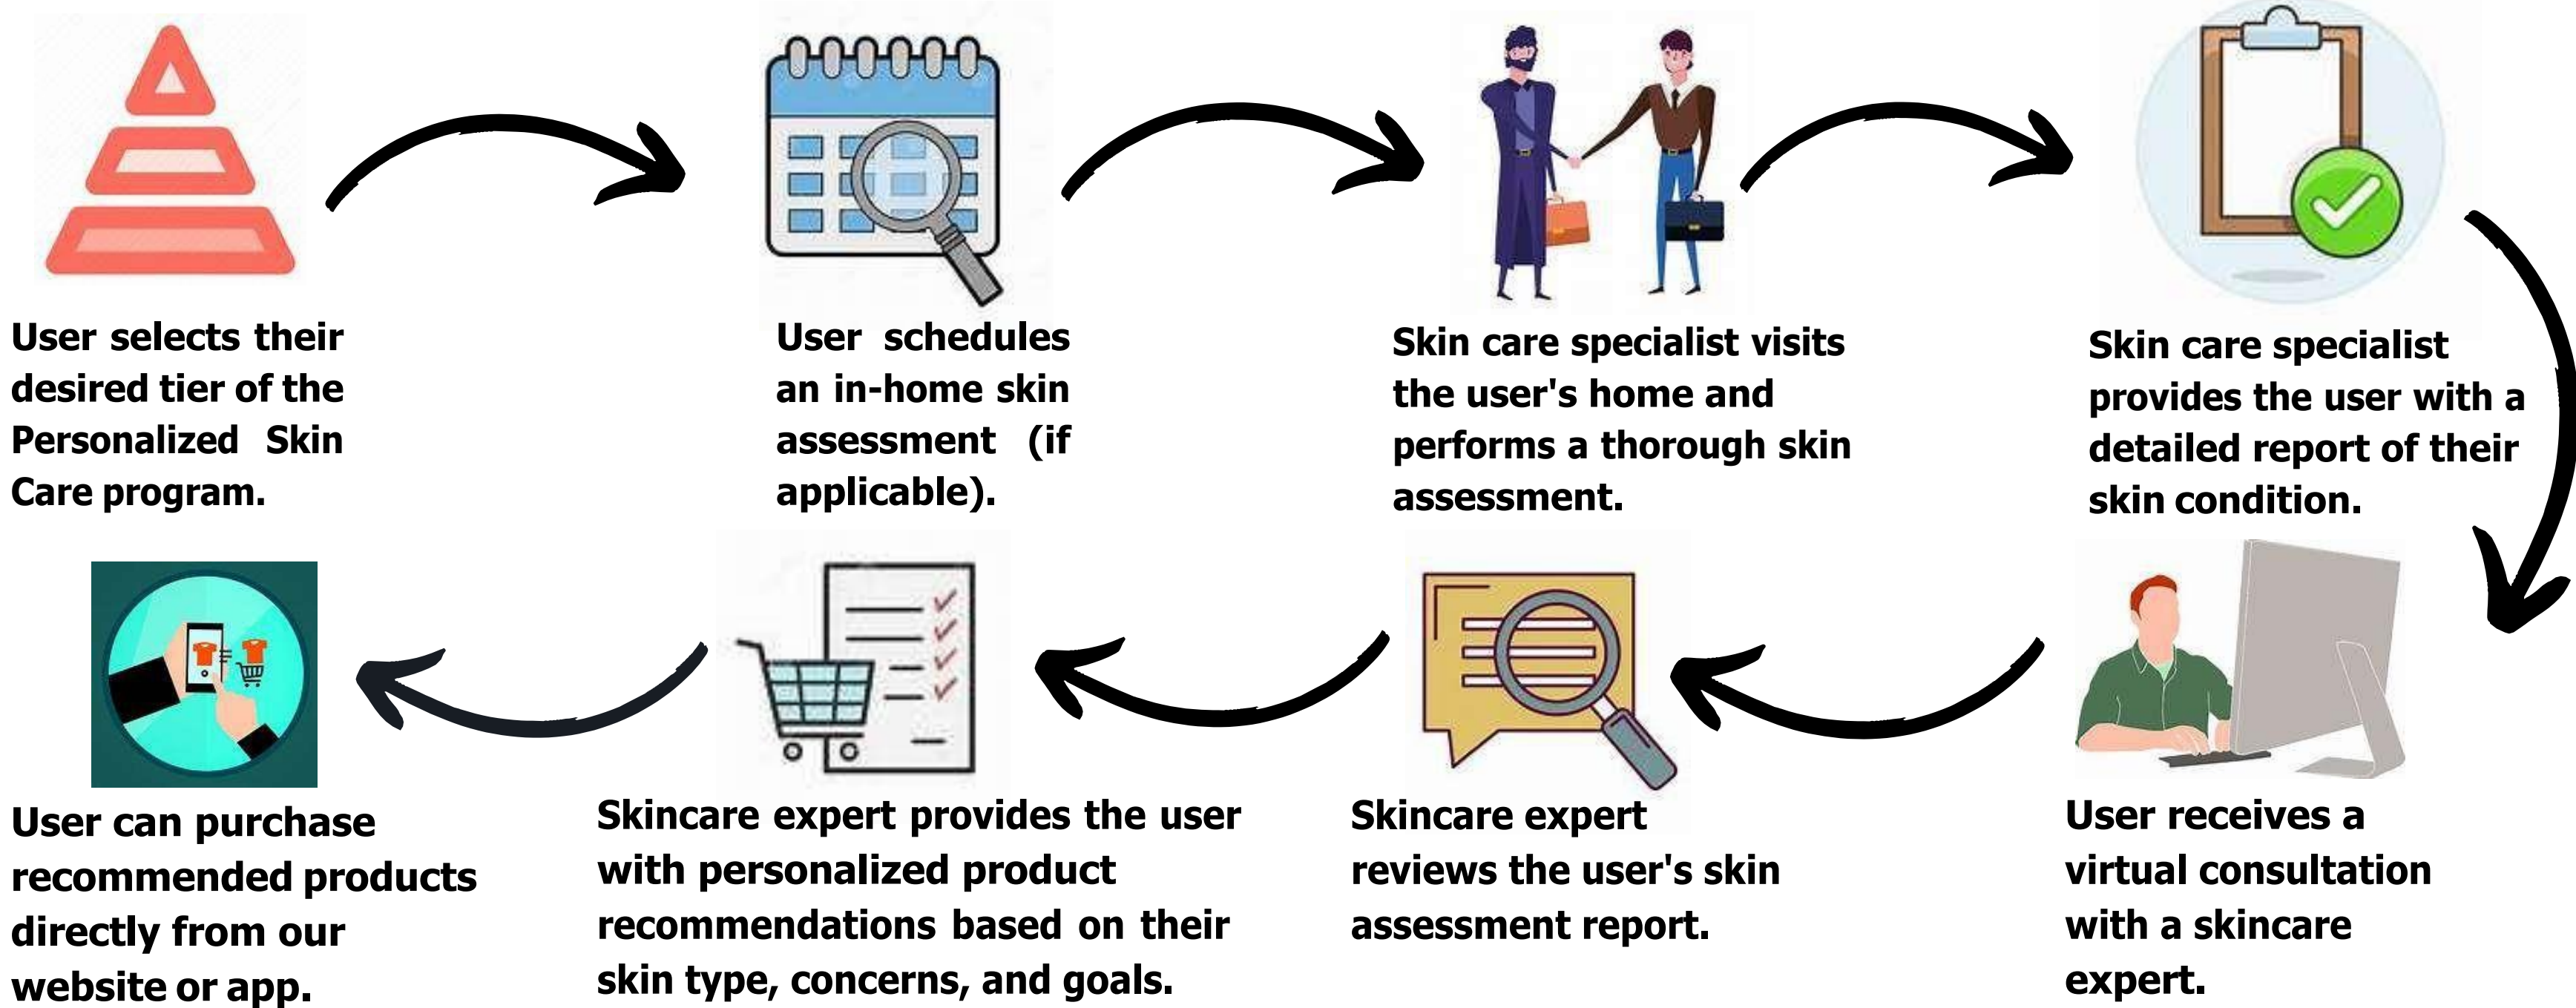 User selects their
desired tier of the
Personalized Skin
Care program.
User schedules
an in-home skin
assessment (if
applicable).
Skin care specialist visits
the user's home and
performs a thorough skin
assessment.
Skin care specialist
provides the user with a
detailed report of their
skin condition.
User receives a
virtual consultation
with a skincare
expert.
Skincare expert
reviews the user's skin
assessment report.
Skincare expert provides the user
with personalized product
recommendations based on their
skin type, concerns, and goals.
User can purchase
recommended products
directly from our
website or app.